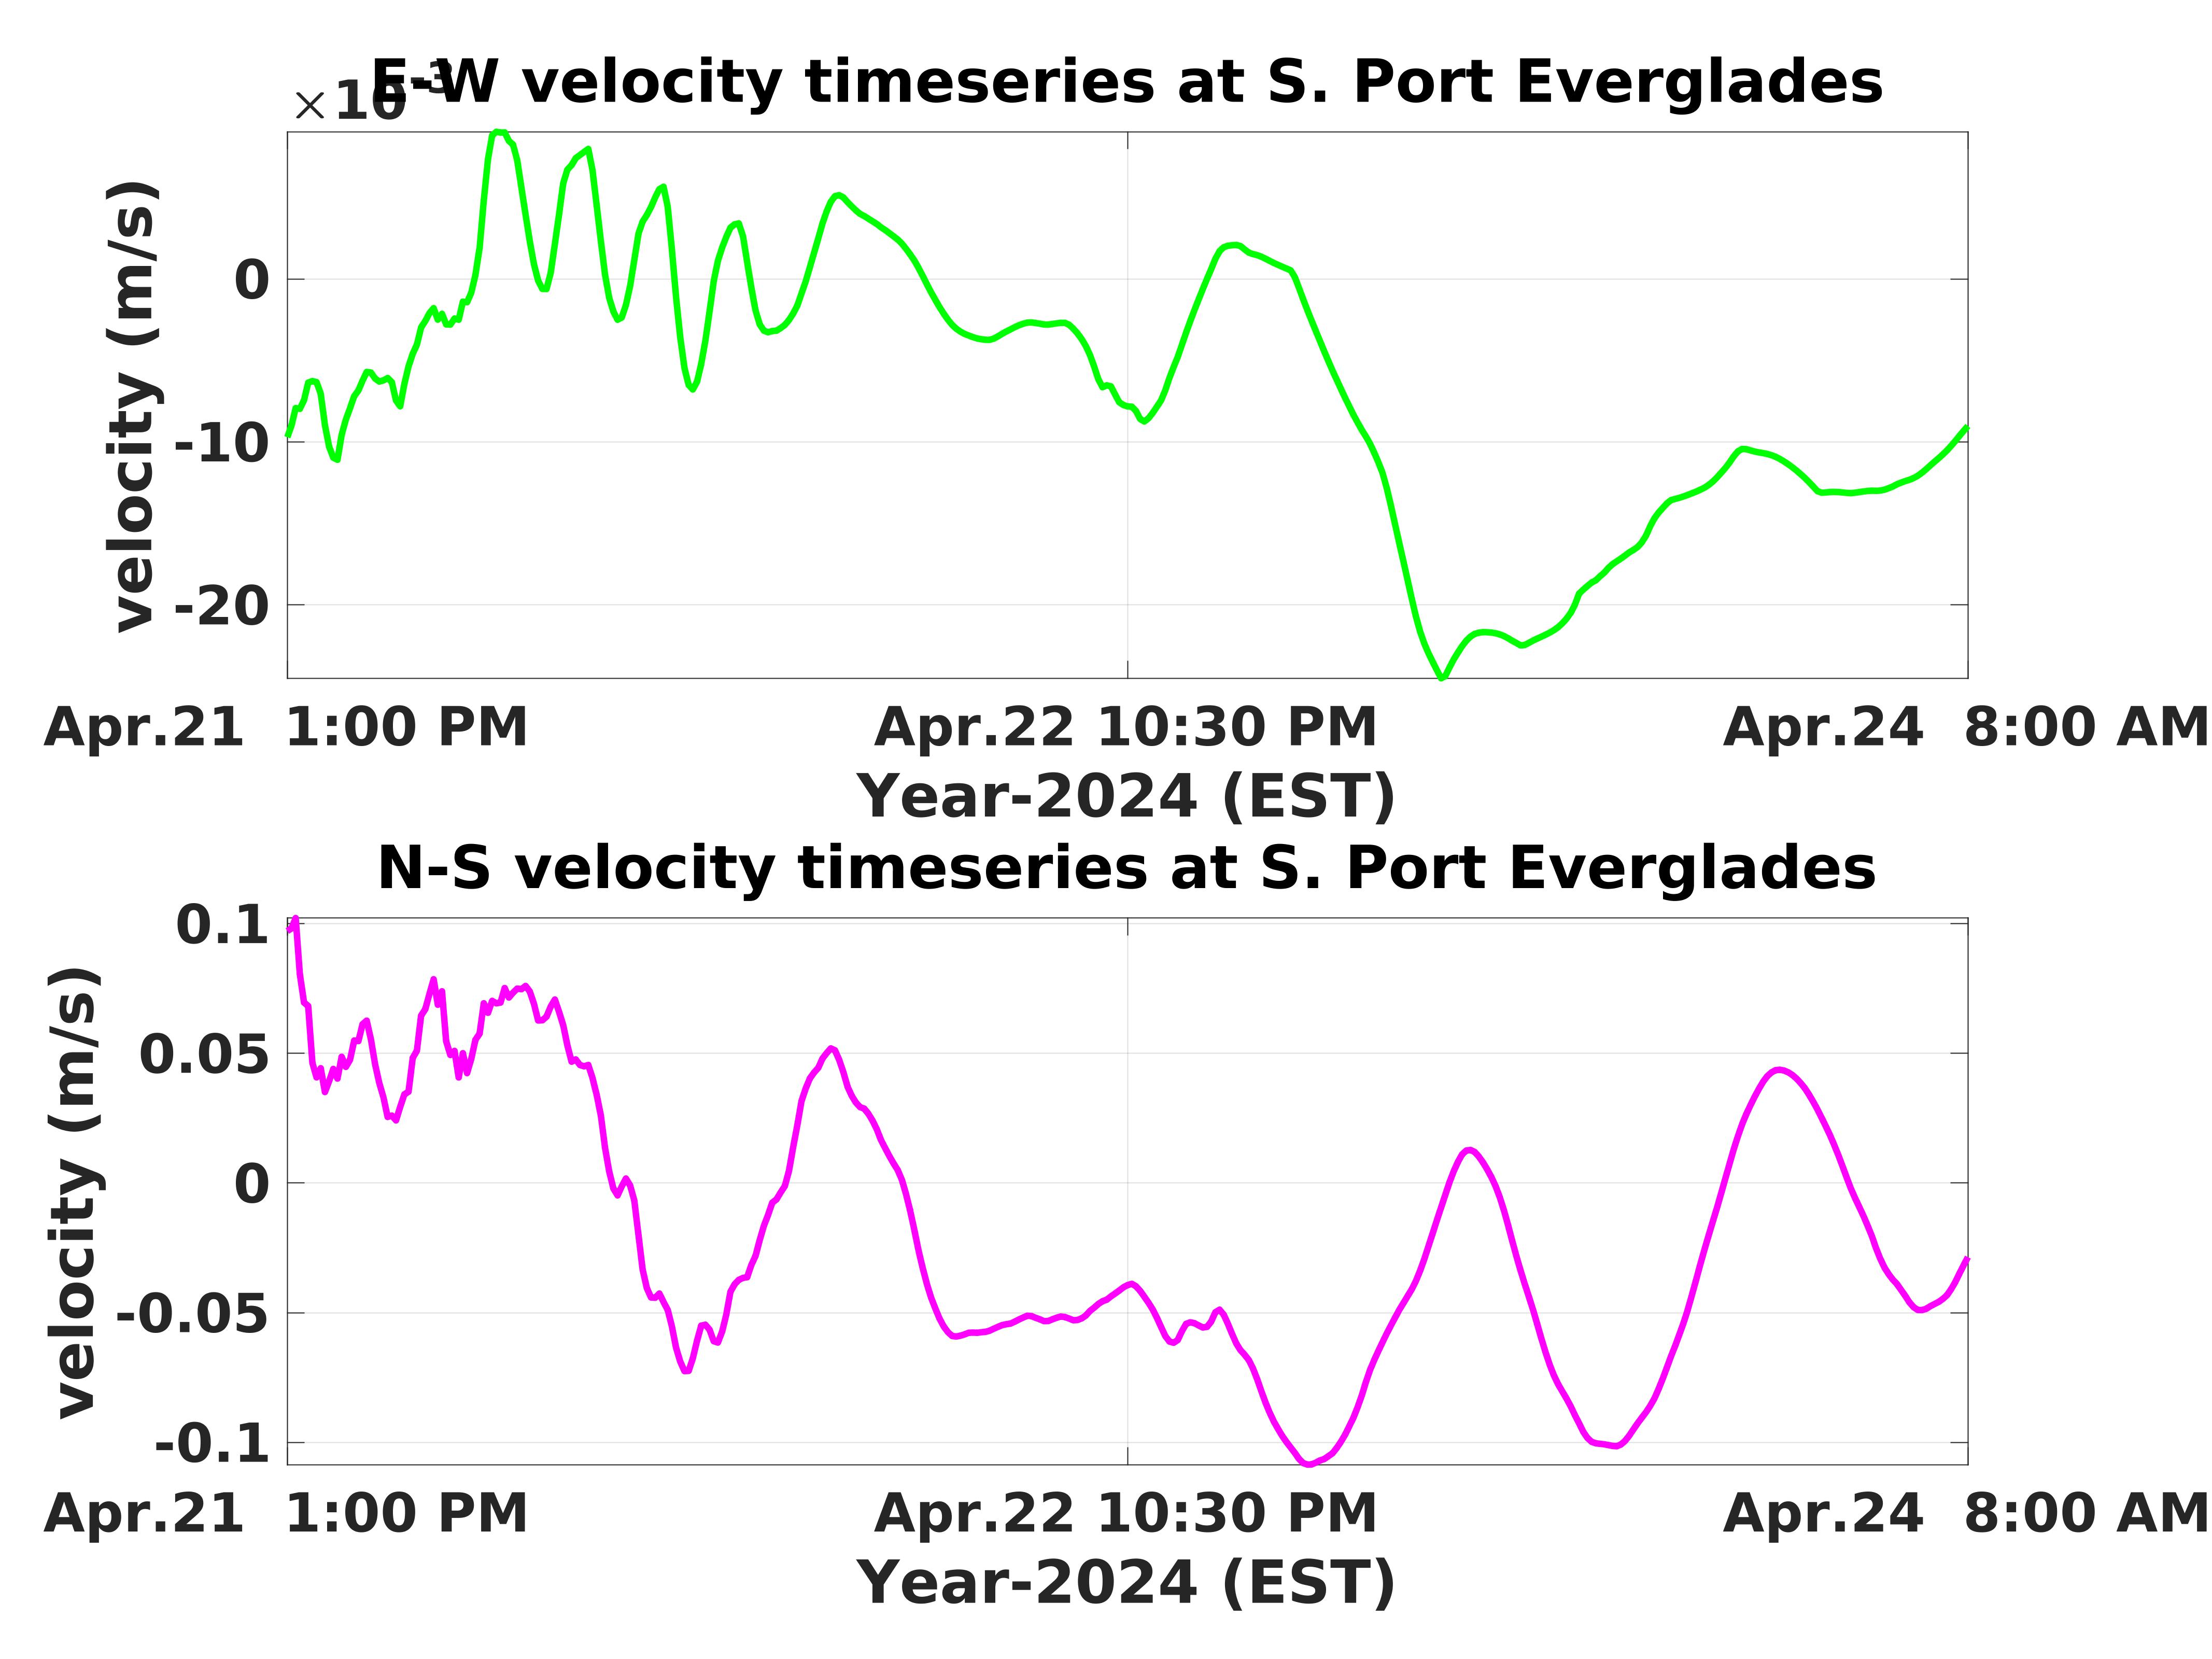 E-W velocity timeseries at S. Port Everglades
×10-3
velocity (m/s)
0
-10
-20
Apr.21  1:00 PM Apr.22 10:30 PM Apr.24  8:00 AM
Year-2024 (EST)
N-S velocity timeseries at S. Port Everglades
velocity (m/s)
0.1
0.05
0
-0.05
-0.1
Apr.21  1:00 PM Apr.22 10:30 PM Apr.24  8:00 AM
Year-2024 (EST)